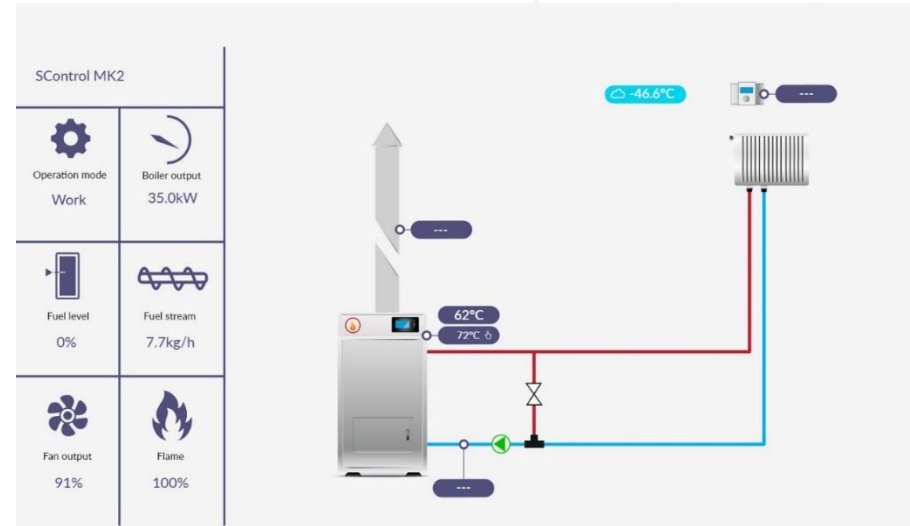 SControl MK2
Operation mode
Work
Boiler output
35.0kW
Fuel level
0%
Fuel stream
7.7kg/h
Fan output
91%
Flame
100%
-46.6°C
---
---
62°C
72°C
---